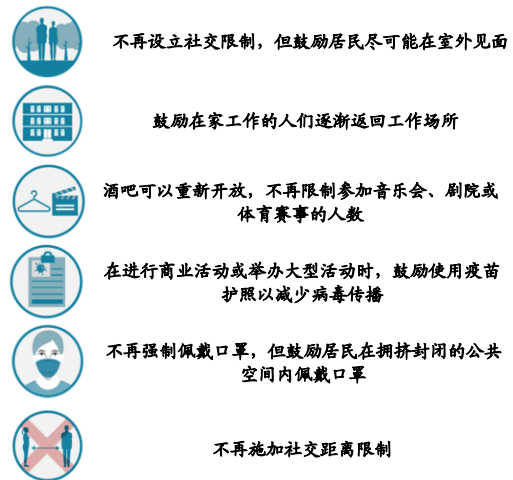 不再设立社交限制，但鼓励居民尽可能在室外见面
鼓励在家工作的人们逐渐返回工作场所
酒吧可以重新开放，不再限制参加音乐会、剧院或
体育赛事的人数
在进行商业活动或举办大型活动时，鼓励使用疫苗
护照以减少病毒传播
不再强制佩戴口罩，但鼓励居民在拥挤封闭的公共
空间内佩戴口罩
不再施加社交距离限制